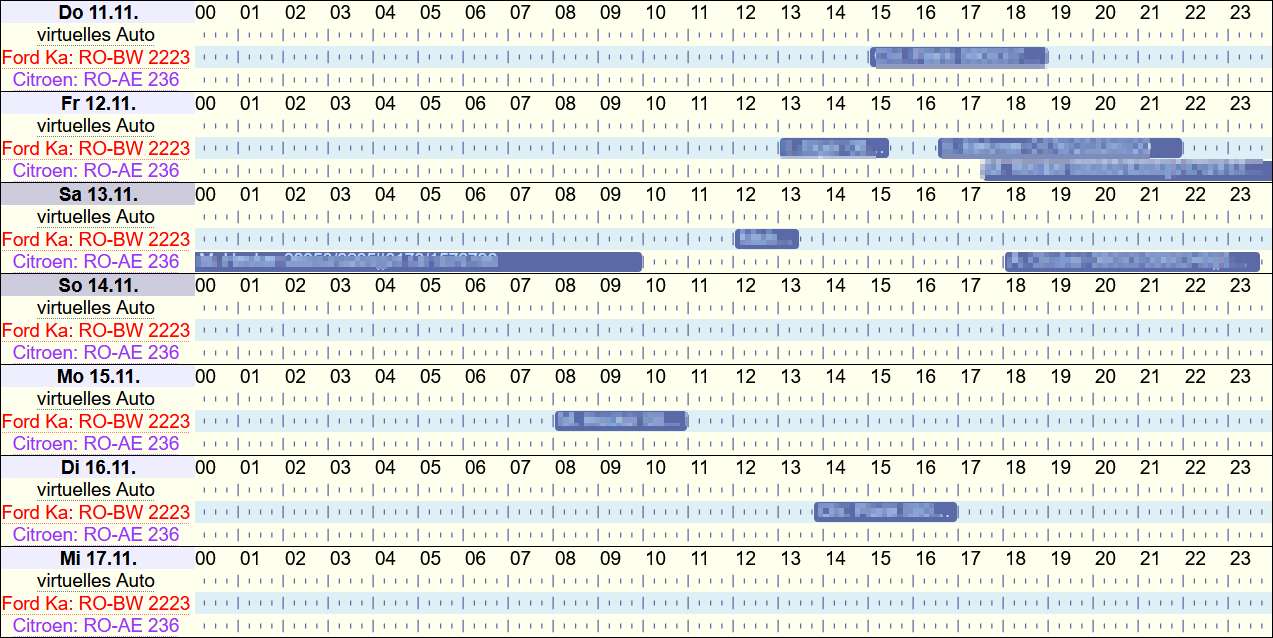 Do 11.11. 00 01 02 03 04 05 06 07 08 09 10 11 12 13 14 15 16 17 18 19 20 21 22 23
virtuelles Auto
Ford Ka: RO-BW 2223
Citroen: RO-AE 236
Fr 12.11. 00 01 02 03 04 05 06 07 08 09 10 11 12 13 14 15 16 17 18 19 20 21 22 23
virtuelles Auto
Ford Ka: RO-BW 2223
Citroen: RO-AE 236
Sa 13.11. 00 01 02 03 04 05 06 07 08 09 10 11 12 13 14 15 16 17 18 19 20 21 22 23
virtuelles Auto
Ford Ka: RO-BW 2223
Citroen: RO-AE 236
So 14.11. 00 01 02 03 04 05 06 07 08 09 10 11 12 13 14 15 16 17 18 19 20 21 22 23
virtuelles Auto
Ford Ka: RO-BW 2223
Citroen: RO-AE 236
Mo 15.11. 00 01 02 03 04 05 06 07 08 09 10 11 12 13 14 15 16 17 18 19 20 21 22 23
virtuelles Auto
Ford Ka: RO-BW 2223
Citroen: RO-AE 236
Di 16.11. 00 01 02 03 04 05 06 07 08 09 10 11 12 13 14 15 16 17 18 19 20 21 22 23
virtuelles Auto
Ford Ka: RO-BW 2223
Citroen: RO-AE 236
Mi 17.11. 00 01 02 03 04 05 06 07 08 09 10 11 12 13 14 15 16 17 18 19 20 21 22 23
virtuelles Auto
Ford Ka: RO-BW 2223
Citroen: RO-AE 236